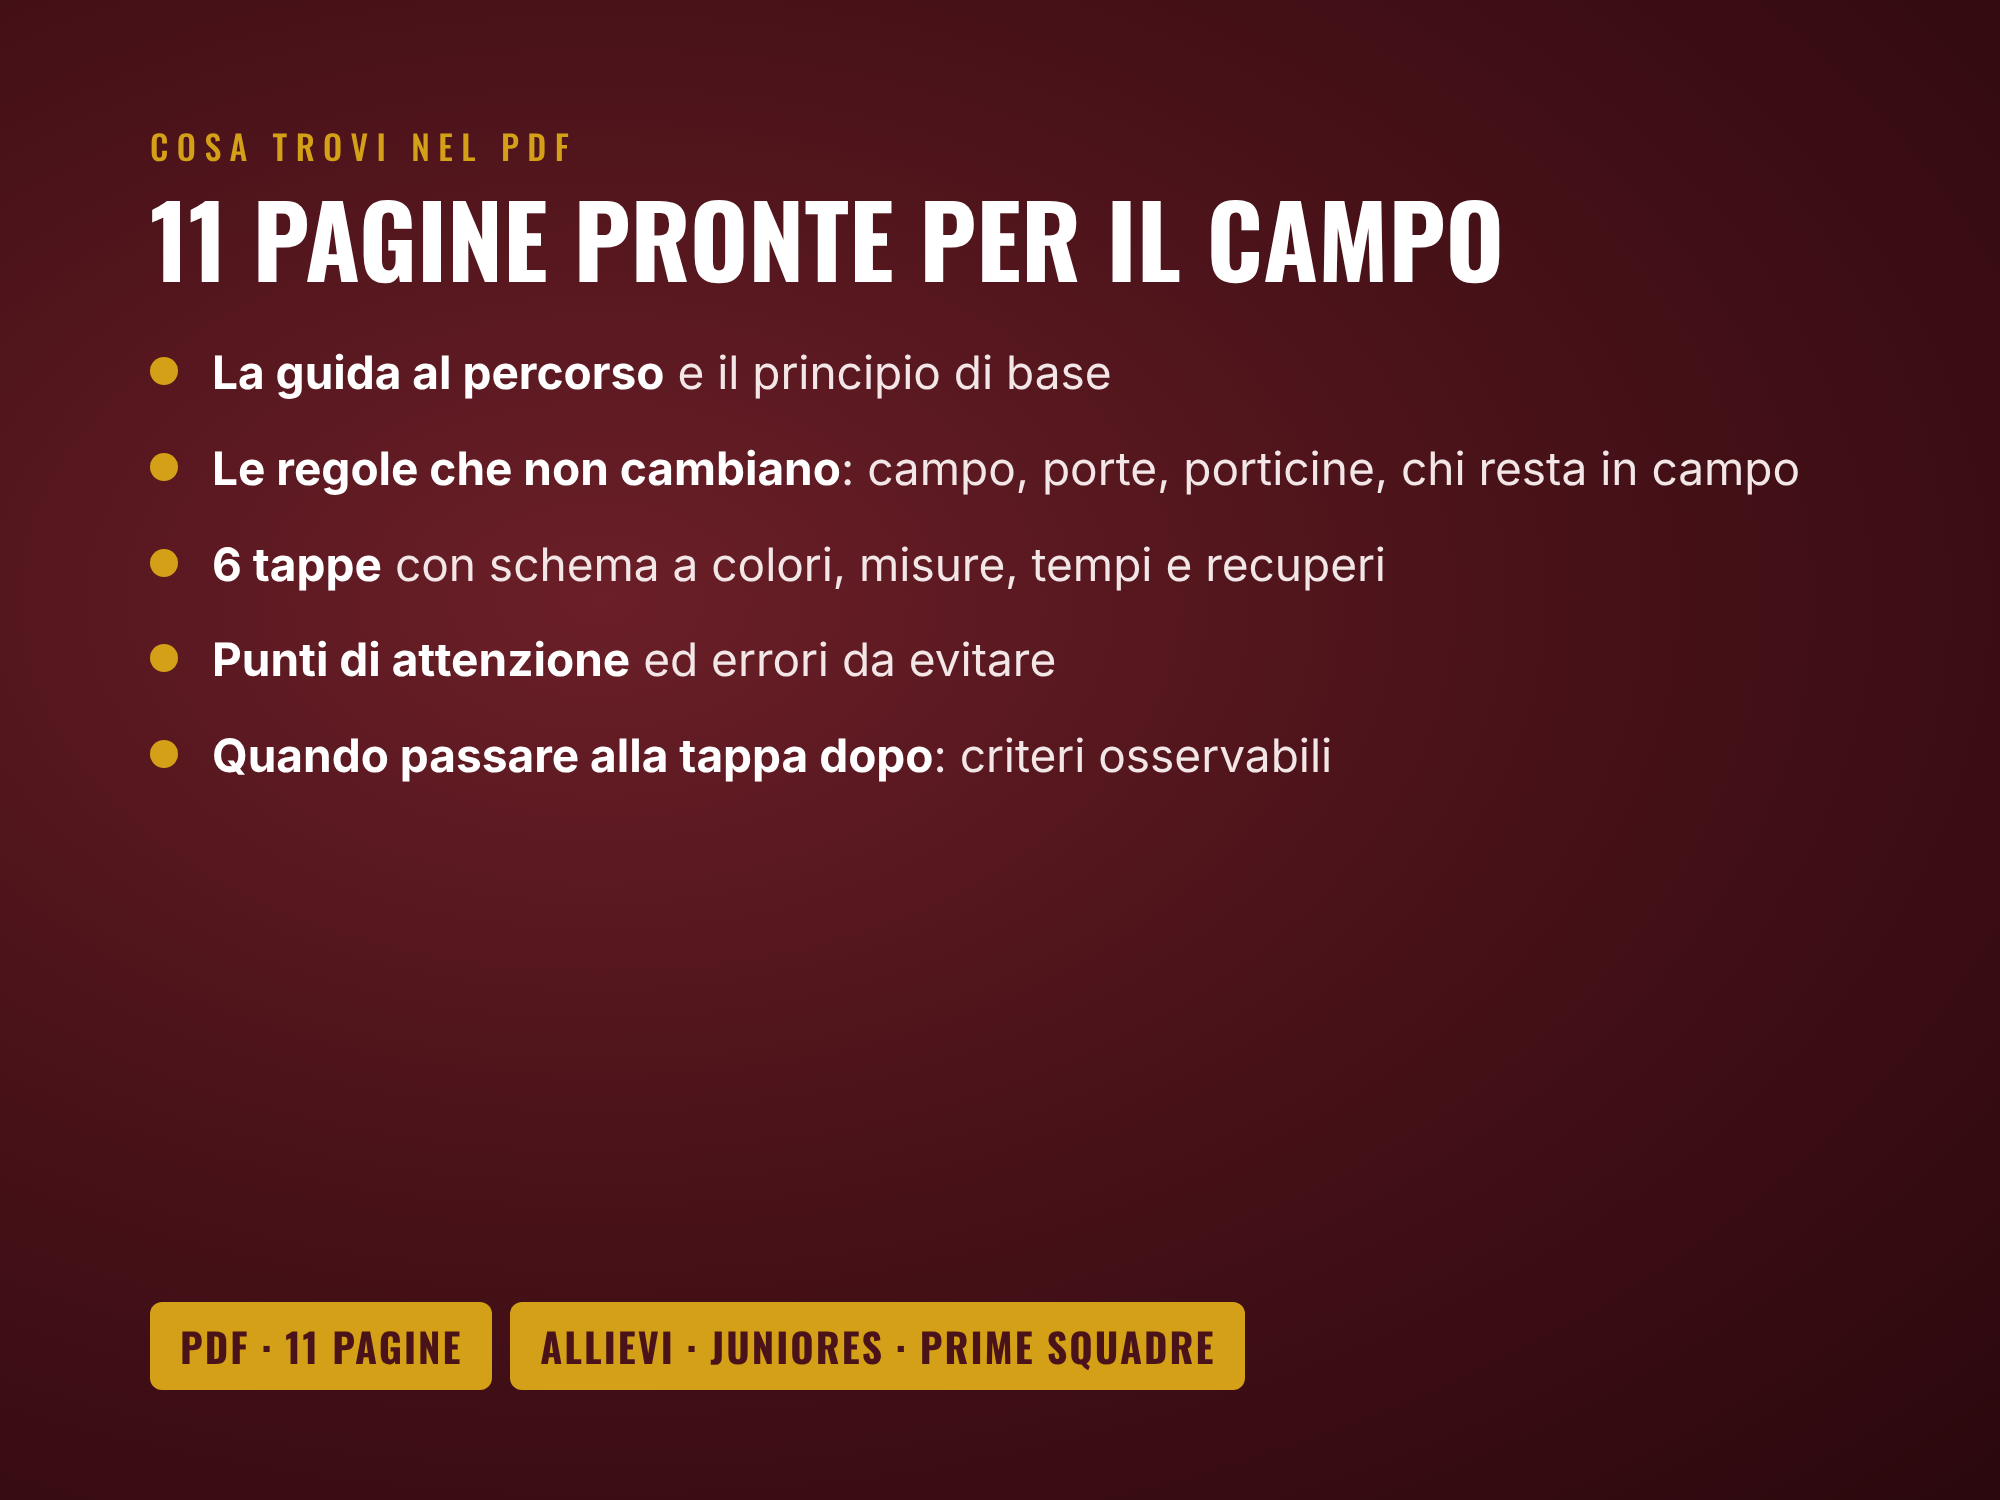 COSA TROVI NEL PDF
11 PAGINE PRONTE PER IL CAMPO
La guida al percorso e il principio di base
Le regole che non cambiano: campo, porte, porticine, chi resta in campo
6 tappe con schema a colori, misure, tempi e recuperi
Punti di attenzione ed errori da evitare
Quando passare alla tappa dopo: criteri osservabili
PDF · 11 PAGINE
ALLIEVI · JUNIORES · PRIME SQUADRE